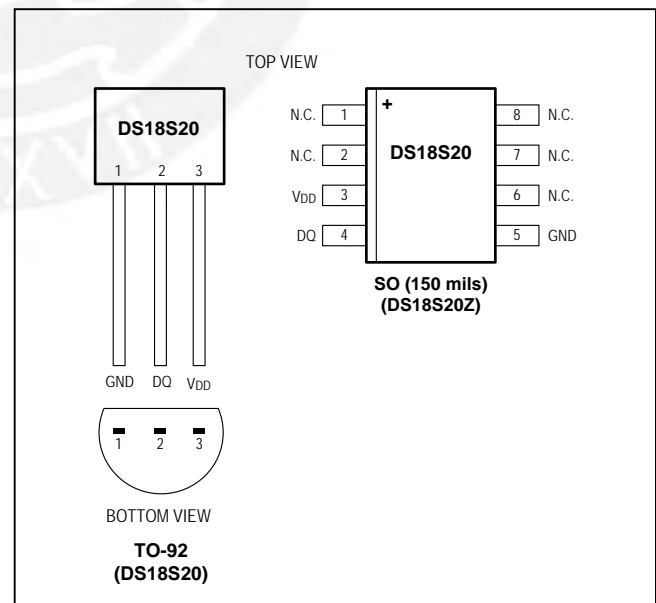 TOP VIEW
DS18S20
1 2 3
GND DQ VDD
1 2 3
BOTTOM VIEW
TO-92
(DS18S20)
+
DS18S20
N.C. 1
N.C. 2
VDD 3
DQ 4
8 N.C.
7 N.C.
6 N.C.
5 GND
SO (150 mils)
(DS18S20Z)